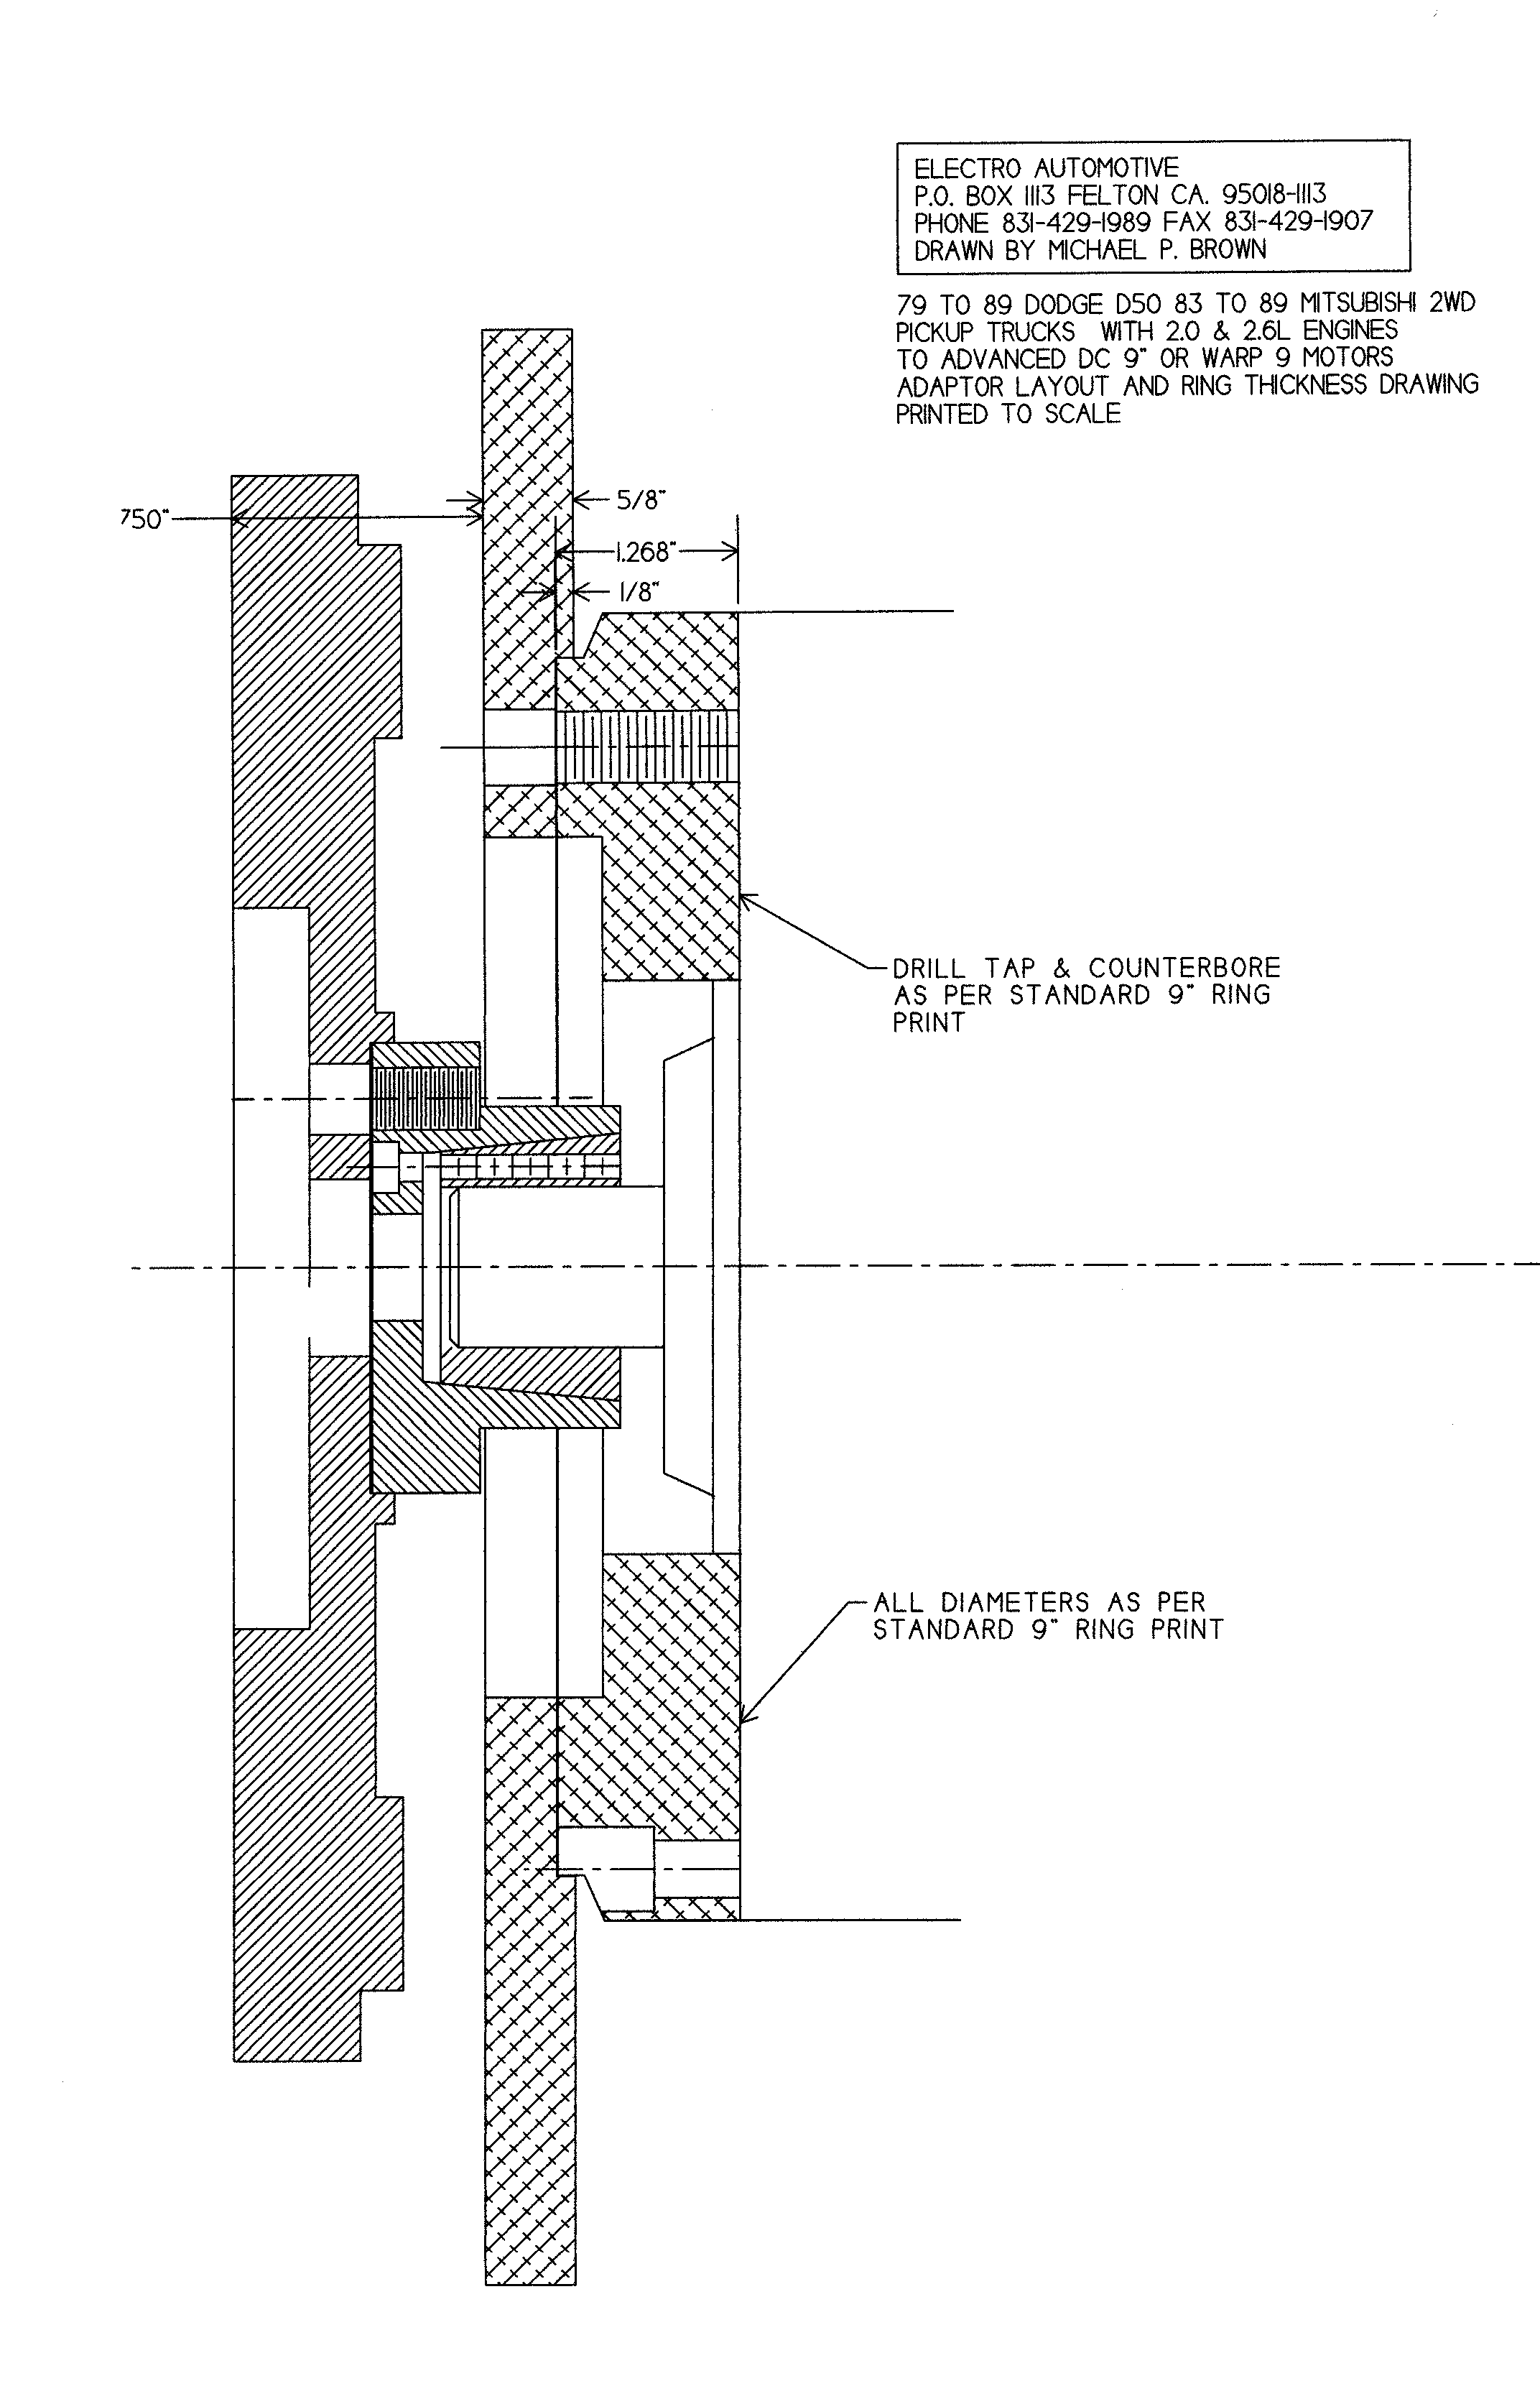 ELECTRO AUTOMOTIVE
P.O. BOX 1113 FELTON CA. 95018-1113
PHONE 831-429-1989 FAX 831-429-1907
DRAWN BY MICHAEL P. BROWN
79 TO 89 DODGE D50 83 TO 89 MITSUBISHI 2WD
PICKUP TRUCKS WITH 2.0 & 2.6L ENGINES
TO ADVANCED DC 9" OR WARP 9 MOTORS
ADAPTOR LAYOUT AND RING THICKNESS DRAWING
PRINTED TO SCALE
5/8"
750"
1.268"
1/8"
DRILL TAP & COUNTERBORE
AS PER STANDARD 9" RING
PRINT
ALL DIAMETERS AS PER
STANDARD 9" RING PRINT